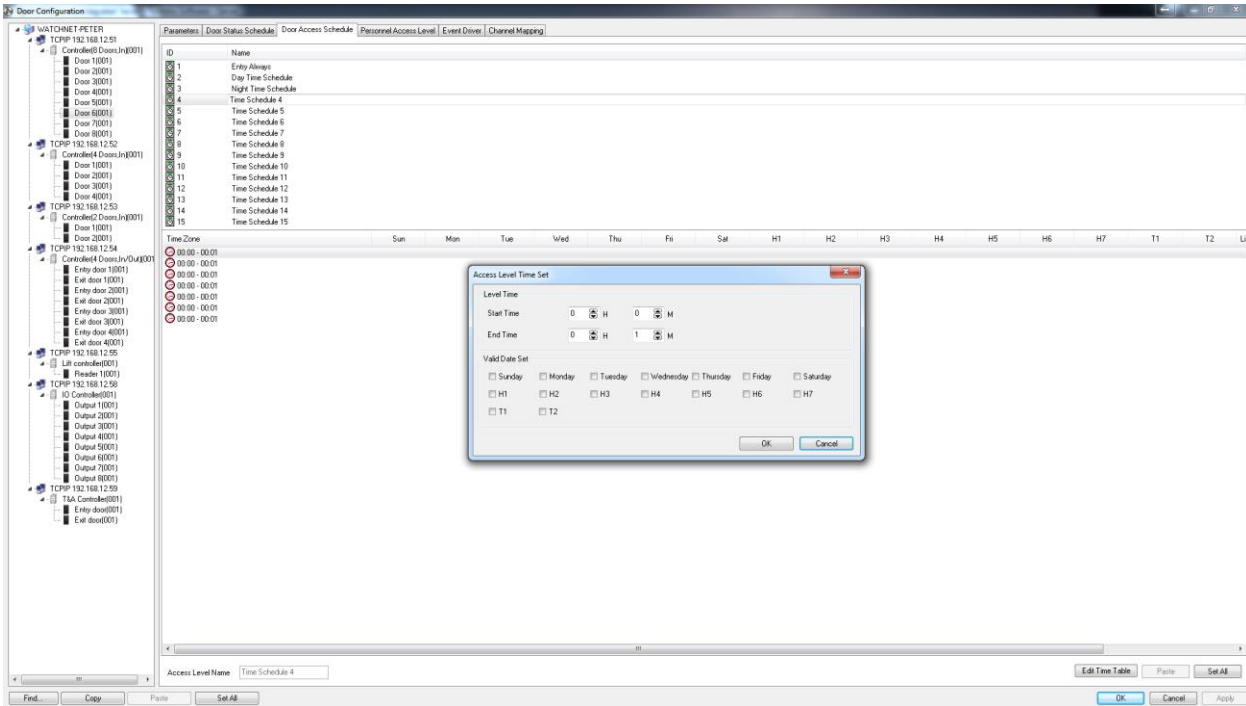 Door Configuration
WATCHNET-PETER
TCPIP 192.168.12.51
Controller(8 Doors,In)(001)
Door 1(001)
Door 2(001)
Door 3(001)
Door 4(001)
Door 5(001)
Door 6(001)
Door 7(001)
Door 8(001)
TCPIP 192.168.12.52
Controller(4 Doors,In)(001)
Door 1(001)
Door 2(001)
Door 3(001)
Door 4(001)
TCPIP 192.168.12.53
Controller(2 Doors,In)(001)
Door 1(001)
Door 2(001)
TCPIP 192.168.12.54
Controller(4 Doors,In/Out)(001
Entry door 1(001)
Exit door 1(001)
Entry door 2(001)
Exit door 2(001)
Entry door 3(001)
Exit door 3(001)
Entry door 4(001)
Exit door 4(001)
TCPIP 192.168.12.55
Lift controller(001)
Reader 1(001)
TCPIP 192.168.12.58
IO Controller(001)
Output 1(001)
Output 2(001)
Output 3(001)
Output 4(001)
Output 5(001)
Output 6(001)
Output 7(001)
Output 8(001)
TCPIP 192.168.12.59
T&A Controller(001)
Entry door(001)
Exit door(001)
Parameters Door Status Schedule Door Access Schedule Personnel Access Level Event Driver Channel Mapping
ID Name
1 Entry Always
2 Day Time Schedule
3 Night Time Schedule
4 Time Schedule 4
5 Time Schedule 5
6 Time Schedule 6
7 Time Schedule 7
8 Time Schedule 8
9 Time Schedule 9
10 Time Schedule 10
11 Time Schedule 11
12 Time Schedule 12
13 Time Schedule 13
14 Time Schedule 14
15 Time Schedule 15
Time Zone Sun Mon Tue Wed Thu Fri Sat H1 H2 H3 H4 H5 H6 H7 T1 T2 Li
00:00 - 00:01
00:00 - 00:01
00:00 - 00:01
00:00 - 00:01
00:00 - 00:01
00:00 - 00:01
00:00 - 00:01
Access Level Time Set
Level Time
Start Time 0 H 0 M
End Time 0 H 1 M
Valid Date Set
Sunday Monday Tuesday Wednesday Thursday Friday Saturday
H1 H2 H3 H4 H5 H6 H7
T1 T2
OK Cancel
Access Level Name Time Schedule 4 Edit Time Table Paste Set All
Find... Copy Paste Set All OK Cancel Apply